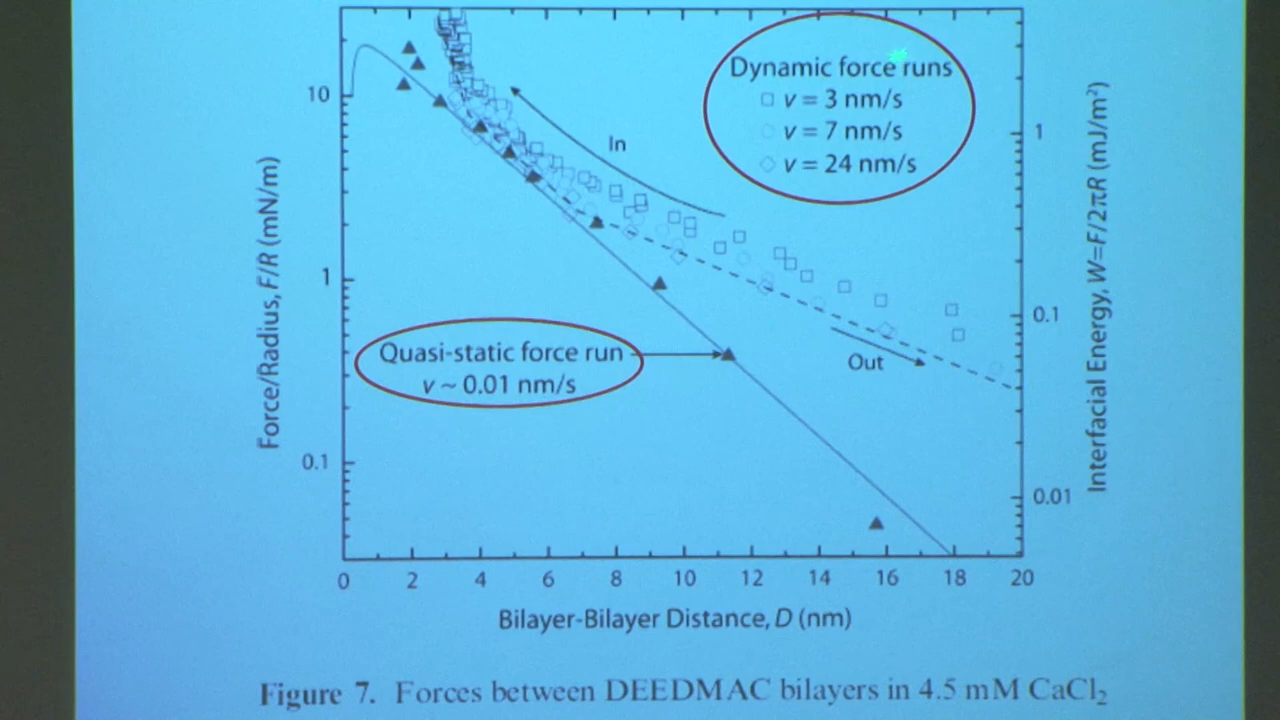 Dynamic force runs
v = 3 nm/s
v = 7 nm/s
v = 24 nm/s
In
Out
Quasi-static force run
v ~ 0.01 nm/s
Force/Radius, F/R (mN/m)
10
1
0.1
Interfacial Energy, W=F/2πR (mJ/m²)
1
0.1
0.01
0 2 4 6 8 10 12 14 16 18 20
Bilayer-Bilayer Distance, D (nm)
Figure 7. Forces between DEEDMAC bilayers in 4.5 mM CaCl₂